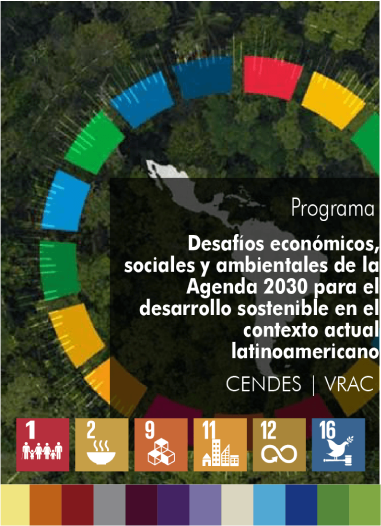 Programa
Desafíos económicos,
sociales y ambientales de la
Agenda 2030 para el
desarrollo sostenible en el
contexto actual
latinoamericano
CENDES | VRAC
1 2 9 11 12 16